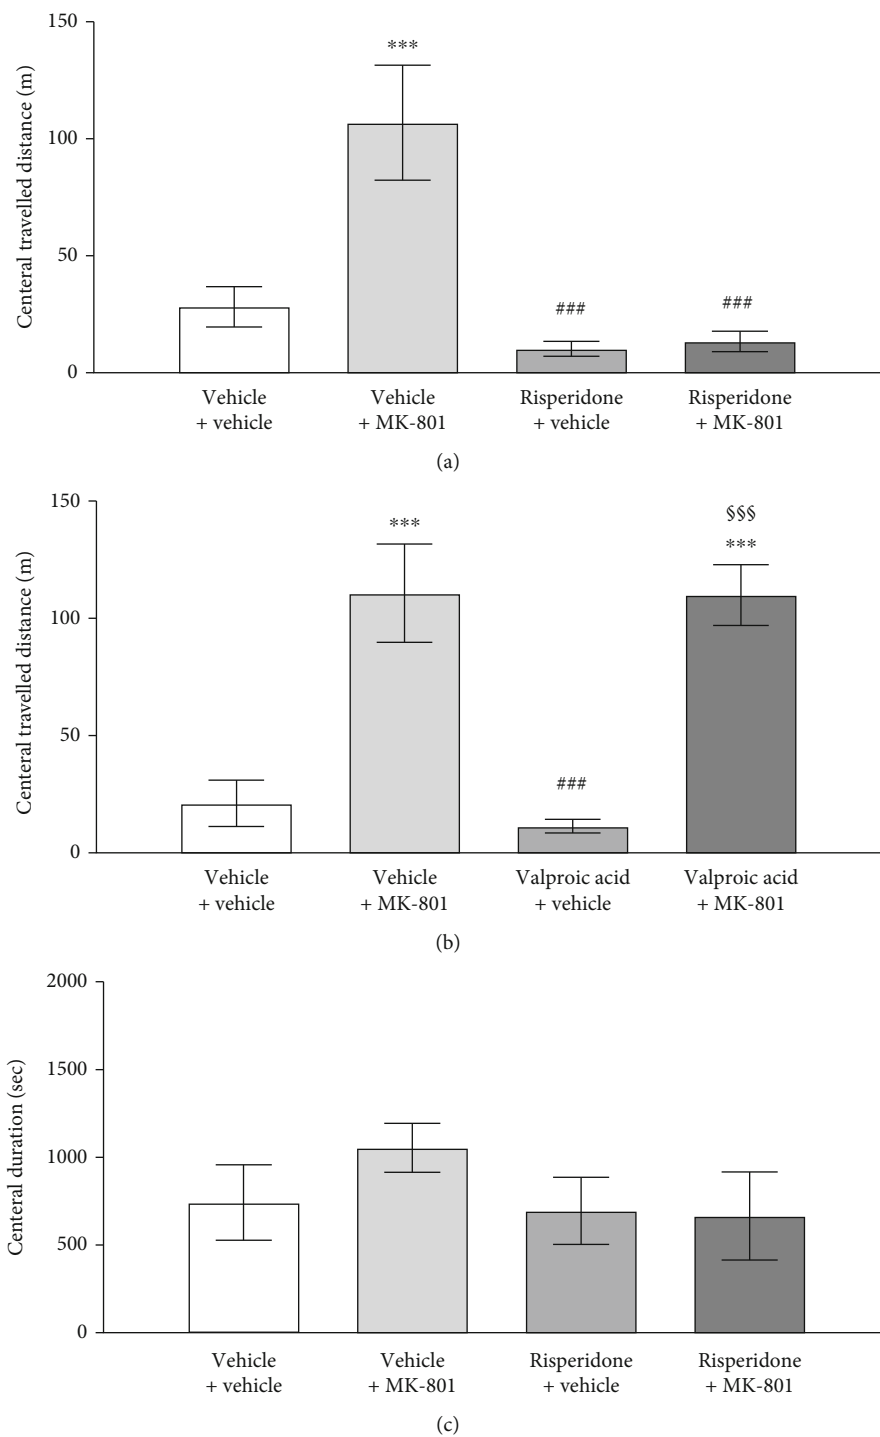 150
***
100
Centeral travelled distance (m)
50
###
###
0
Vehicle
+ vehicle
Vehicle
+ MK-801
Risperidone
+ vehicle
Risperidone
+ MK-801
(a)
150
§§§
***
***
100
Centeral travelled distance (m)
50
###
0
Vehicle
+ vehicle
Vehicle
+ MK-801
Valproic acid
+ vehicle
Valproic acid
+ MK-801
(b)
2000
1500
Centeral duration (sec)
1000
500
0
Vehicle
+ vehicle
Vehicle
+ MK-801
Risperidone
+ vehicle
Risperidone
+ MK-801
(c)